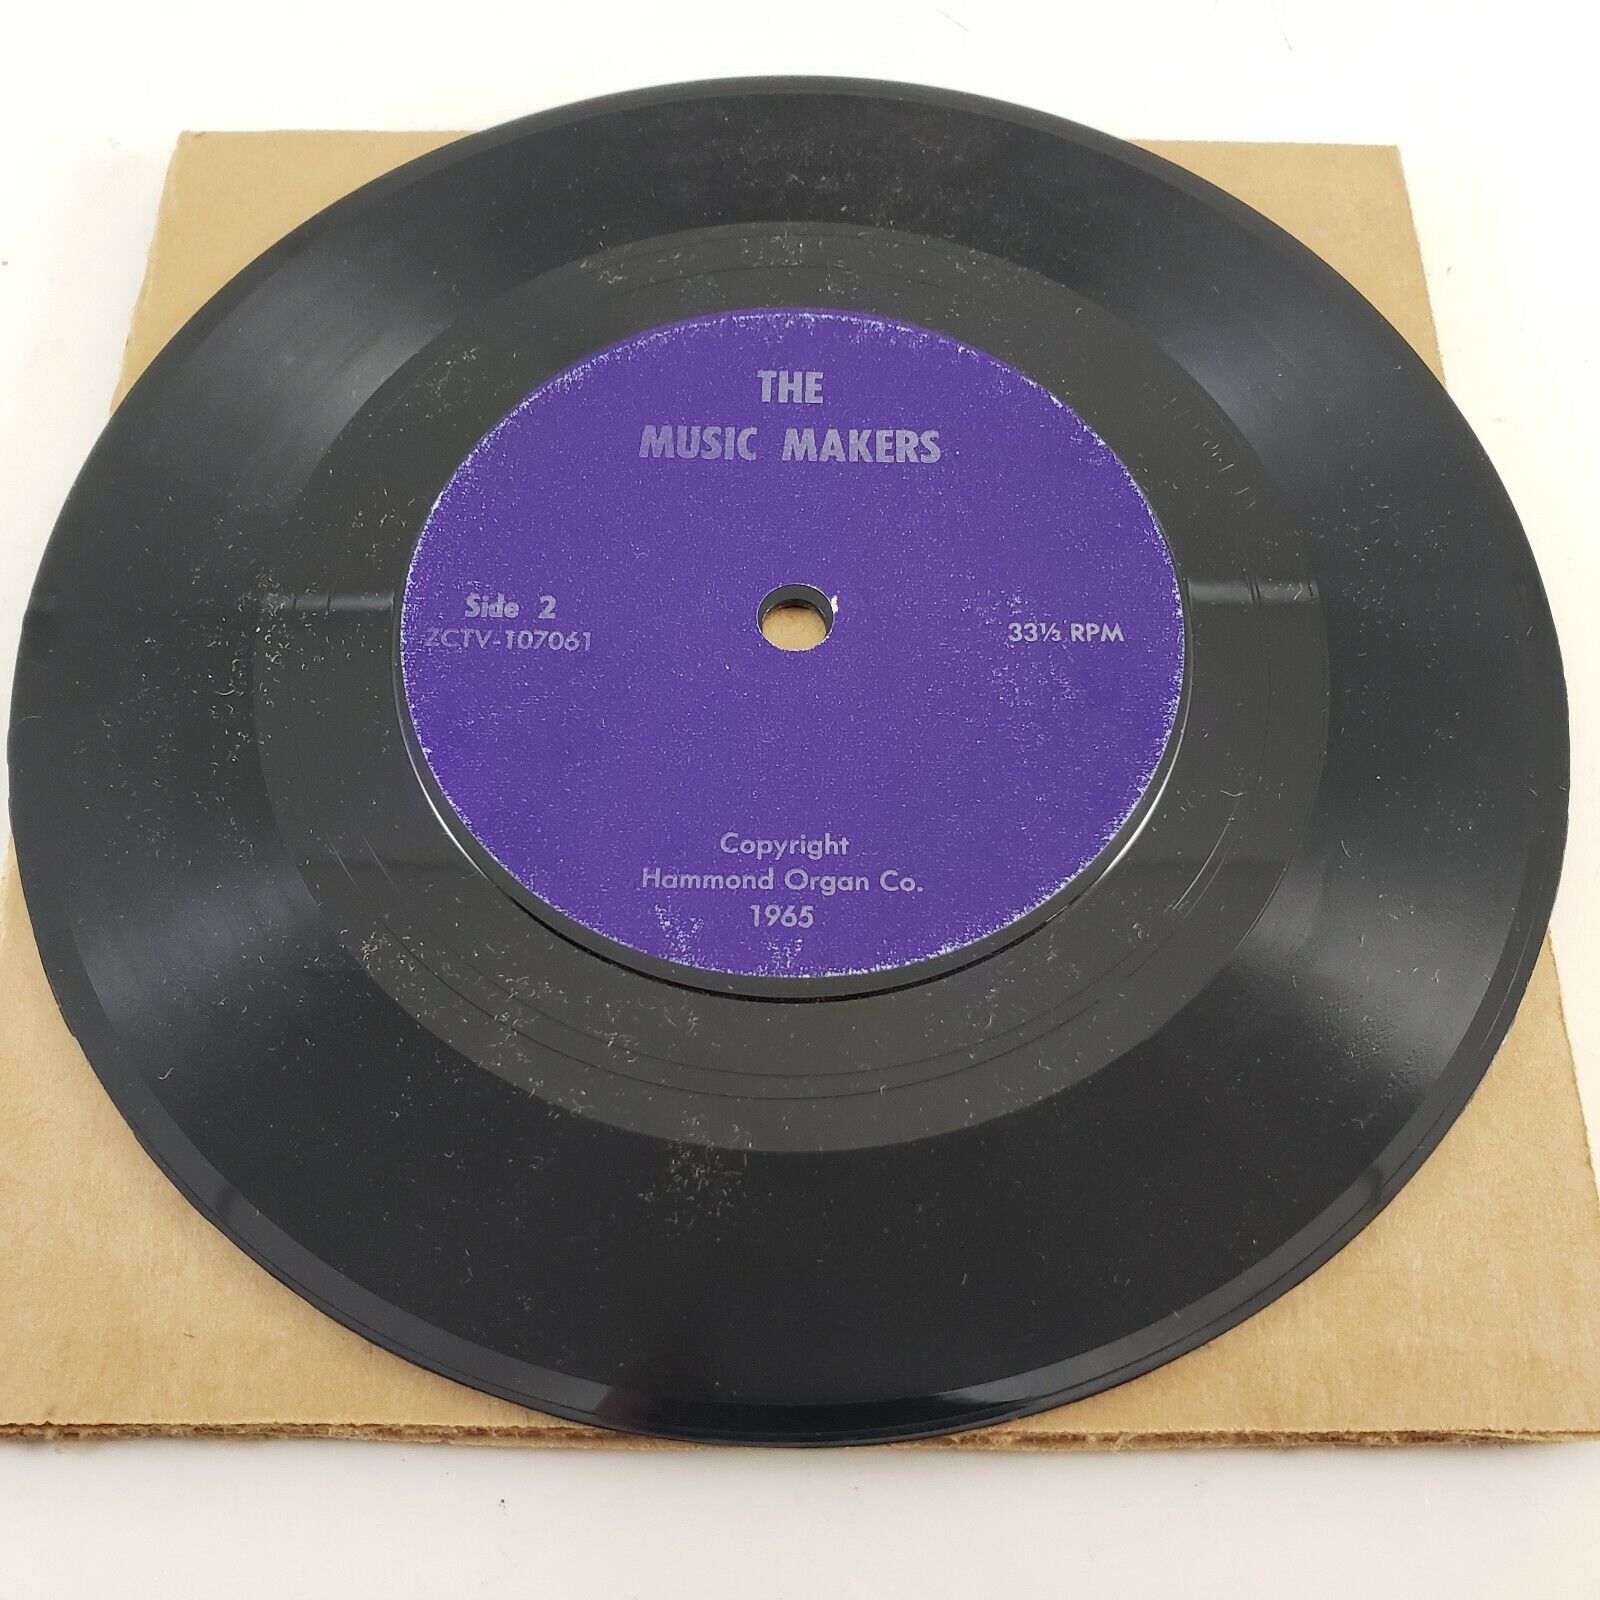 THE
MUSIC MAKERS
Side 2
ZCTV-107061
33⅓ RPM
Copyright
Hammond Organ Co.
1965